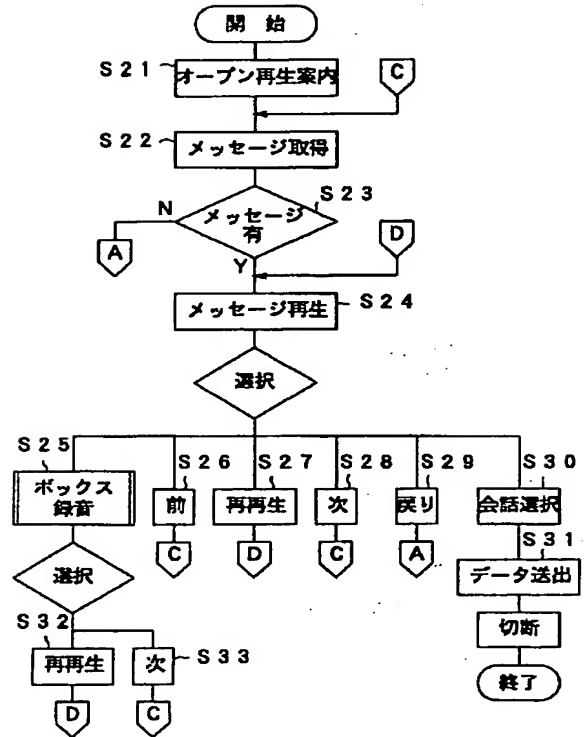 開 始
S21
オープン再生案内
C
S22
メッセージ取得
S23
N
メッセージ
有
A
D
Y
メッセージ再生
S24
選択
S25
S26
S27
S28
S29
S30
ボックス
録音
前
再再生
次
戻り
会話選択
C
D
C
A
S31
データ送出
選択
切断
S32
再再生
次
S33
終了
D
C